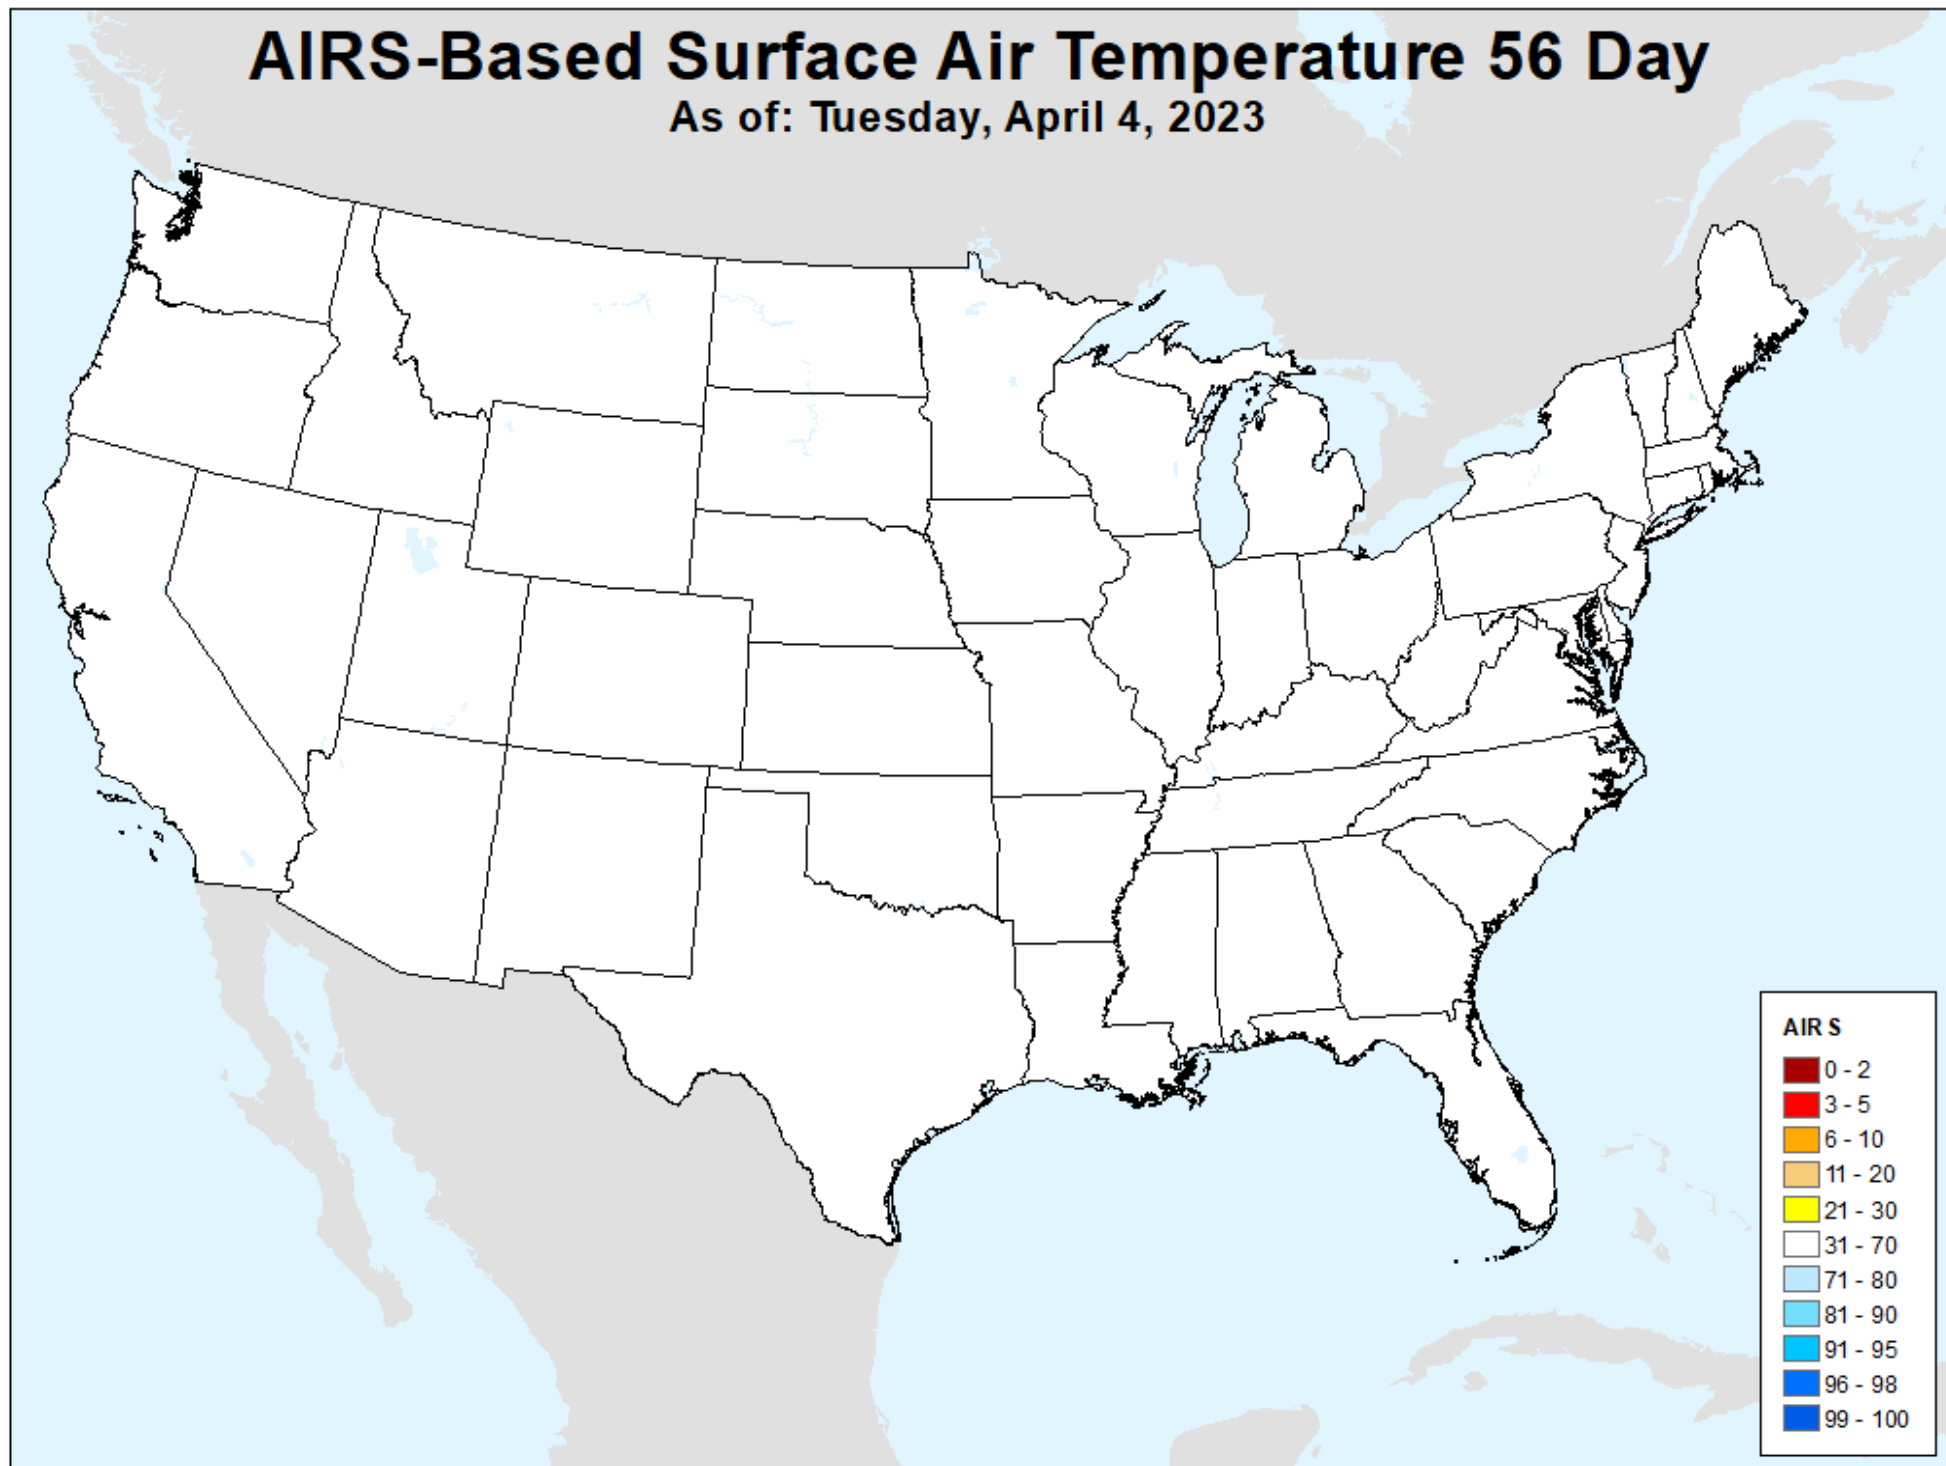 AIRS-Based Surface Air Temperature 56 Day
As of: Tuesday, April 4, 2023
AIRS
0 - 2
3 - 5
6 - 10
11 - 20
21 - 30
31 - 70
71 - 80
81 - 90
91 - 95
96 - 98
99 - 100